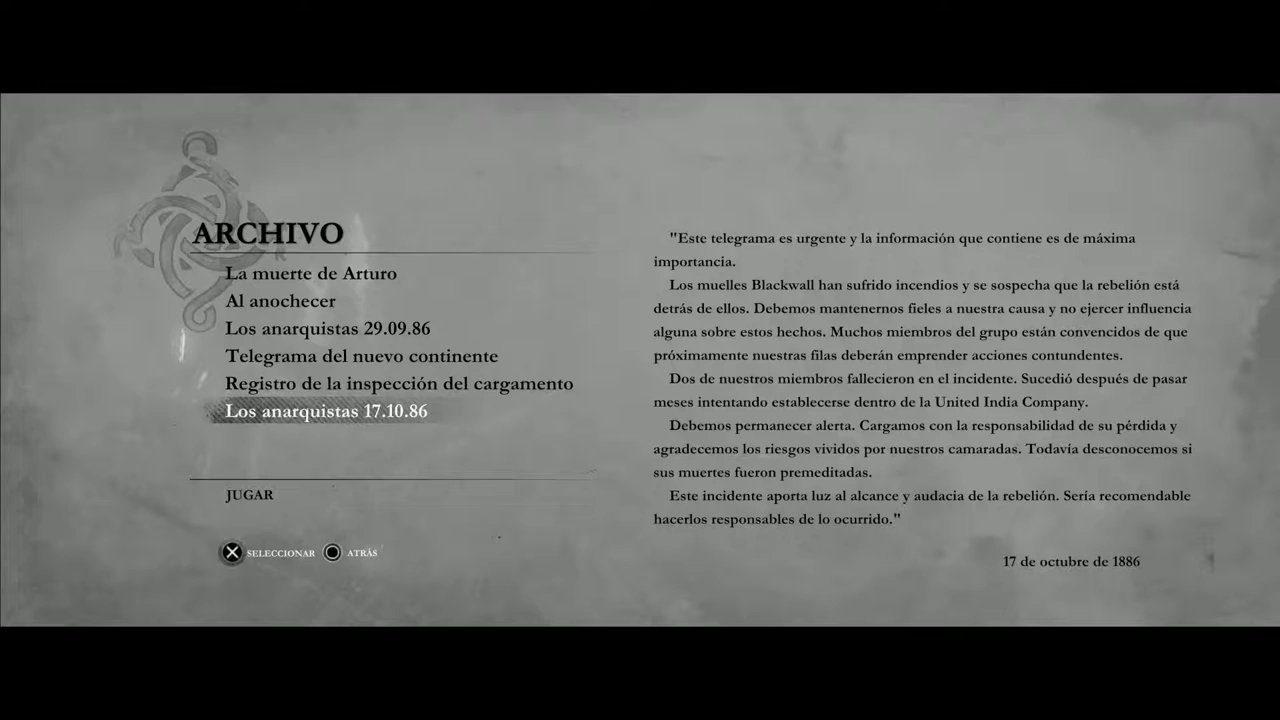 ARCHIVO
La muerte de Arturo
Al anochecer
Los anarquistas 29.09.86
Telegrama del nuevo continente
Registro de la inspección del cargamento
Los anarquistas 17.10.86
JUGAR
SELECCIONAR ATRÁS
"Este telegrama es urgente y la información que contiene es de máxima
importancia.
Los muelles Blackwall han sufrido incendios y se sospecha que la rebelión está
detrás de ellos. Debemos mantenernos fieles a nuestra causa y no ejercer influencia
alguna sobre estos hechos. Muchos miembros del grupo están convencidos de que
próximamente nuestras filas deberán emprender acciones contundentes.
Dos de nuestros miembros fallecieron en el incidente. Sucedió después de pasar
meses intentando establecerse dentro de la United India Company.
Debemos permanecer alerta. Cargamos con la responsabilidad de su pérdida y
agradecemos los riesgos vividos por nuestros camaradas. Todavía desconocemos si
sus muertes fueron premeditadas.
Este incidente aporta luz al alcance y audacia de la rebelión. Sería recomendable
hacerlos responsables de lo ocurrido."
17 de octubre de 1886